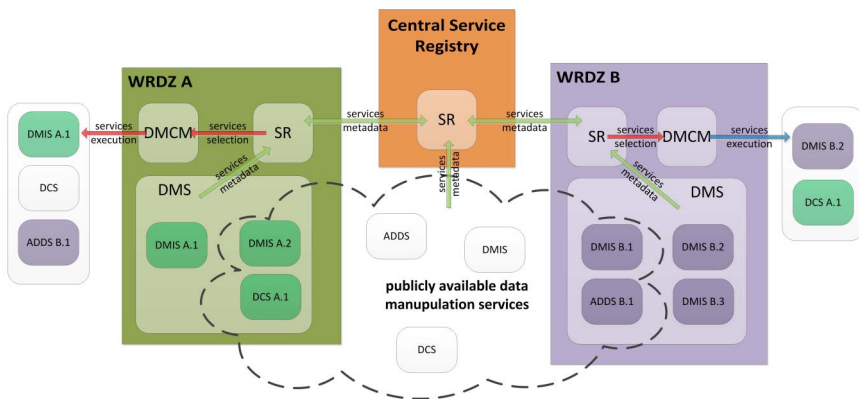 Central Service
Registry
SR
WRDZ A
DMCM
SR
services
selection
services
execution
services
metadata
services
metadata
DMS
DMIS A.1
DMIS A.2
DCS A.1
DMIS A.1
DCS
ADDS B.1
services
metadata
services
metadata
ADDS
DMIS
publicly available data
manupulation services
DCS
WRDZ B
SR
DMCM
services
selection
services
execution
services
metadata
DMS
DMIS B.1
DMIS B.2
ADDS B.1
DMIS B.3
DMIS B.2
DCS A.1